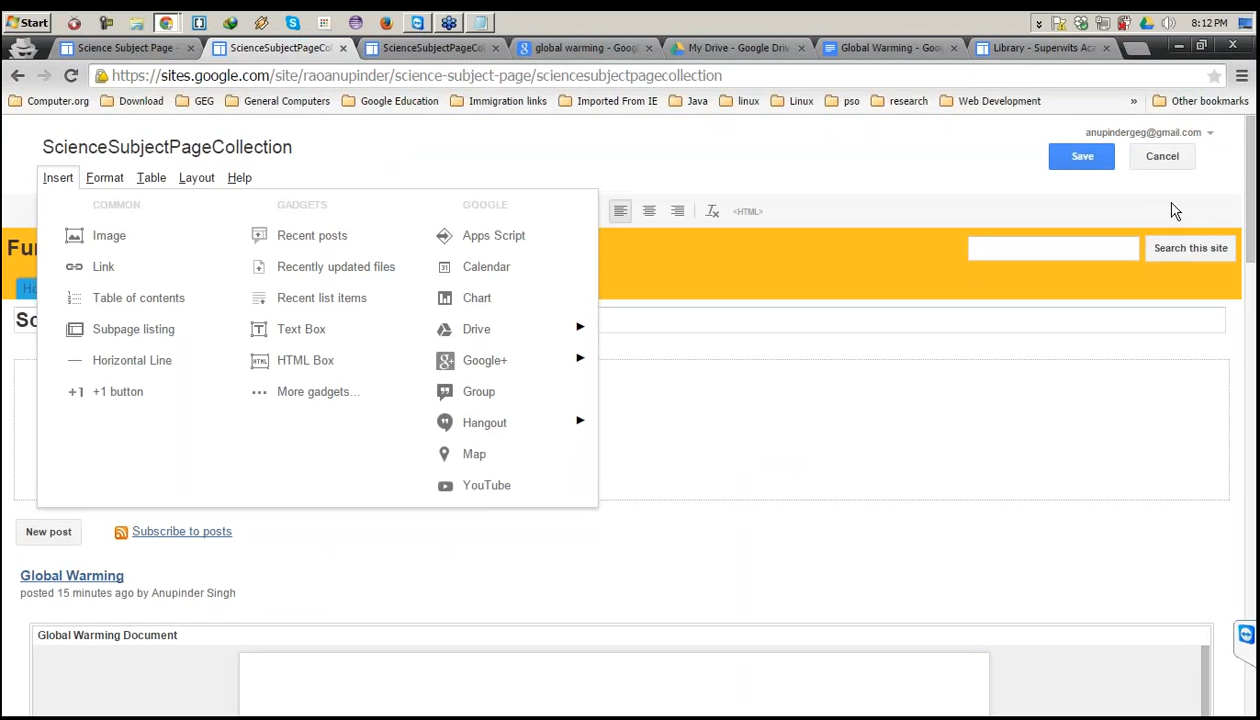 Start
8:12 PM
Science Subject Page -
ScienceSubjectPageCol
ScienceSubjectPageCol
global warming - Goog
My Drive - Google Driv
Global Warming - Goog
Library - Superwits Aca
https://sites.google.com/site/raoanupinder/science-subject-page/sciencesubjectpagecollection
Computer.org Download GEG General Computers Google Education Immigration links Imported From IE Java linux Linux pso research Web Development » Other bookmarks
anupindergeg@gmail.com
ScienceSubjectPageCollection
Save Cancel
Insert Format Table Layout Help
COMMON GADGETS GOOGLE
<HTML>
Image Recent posts Apps Script
Fur
Search this site
Link Recently updated files Calendar
Ho
Table of contents Recent list items Chart
Sc
Subpage listing Text Box Drive
Horizontal Line HTML Box Google+
+1 +1 button More gadgets... Group
Hangout
Map
YouTube
New post Subscribe to posts
Global Warming
posted 15 minutes ago by Anupinder Singh
Global Warming Document